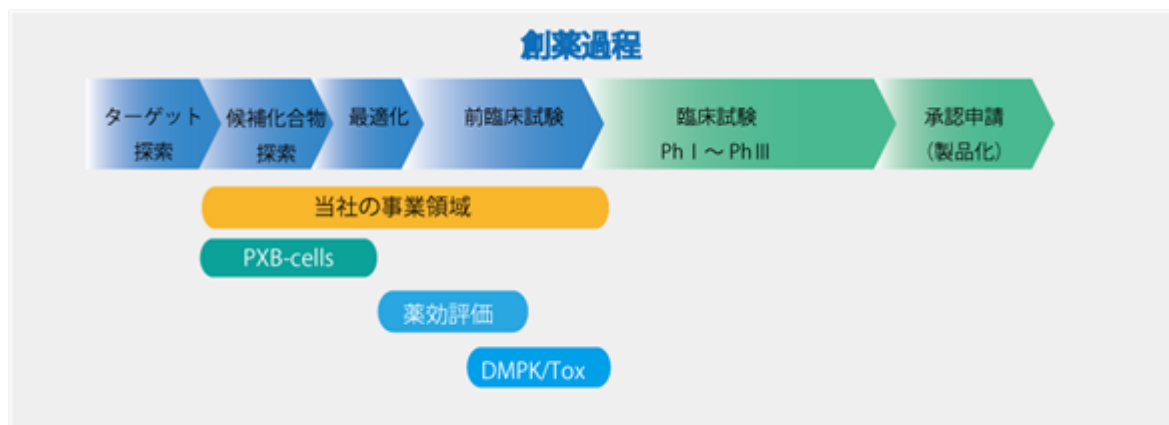 創薬過程
ターゲット
探索
候補化合物
探索
最適化
前臨床試験
臨床試験
Ph Ⅰ ～ Ph Ⅲ
承認申請
（製品化）
当社の事業領域
PXB-cells
薬効評価
DMPK/Tox